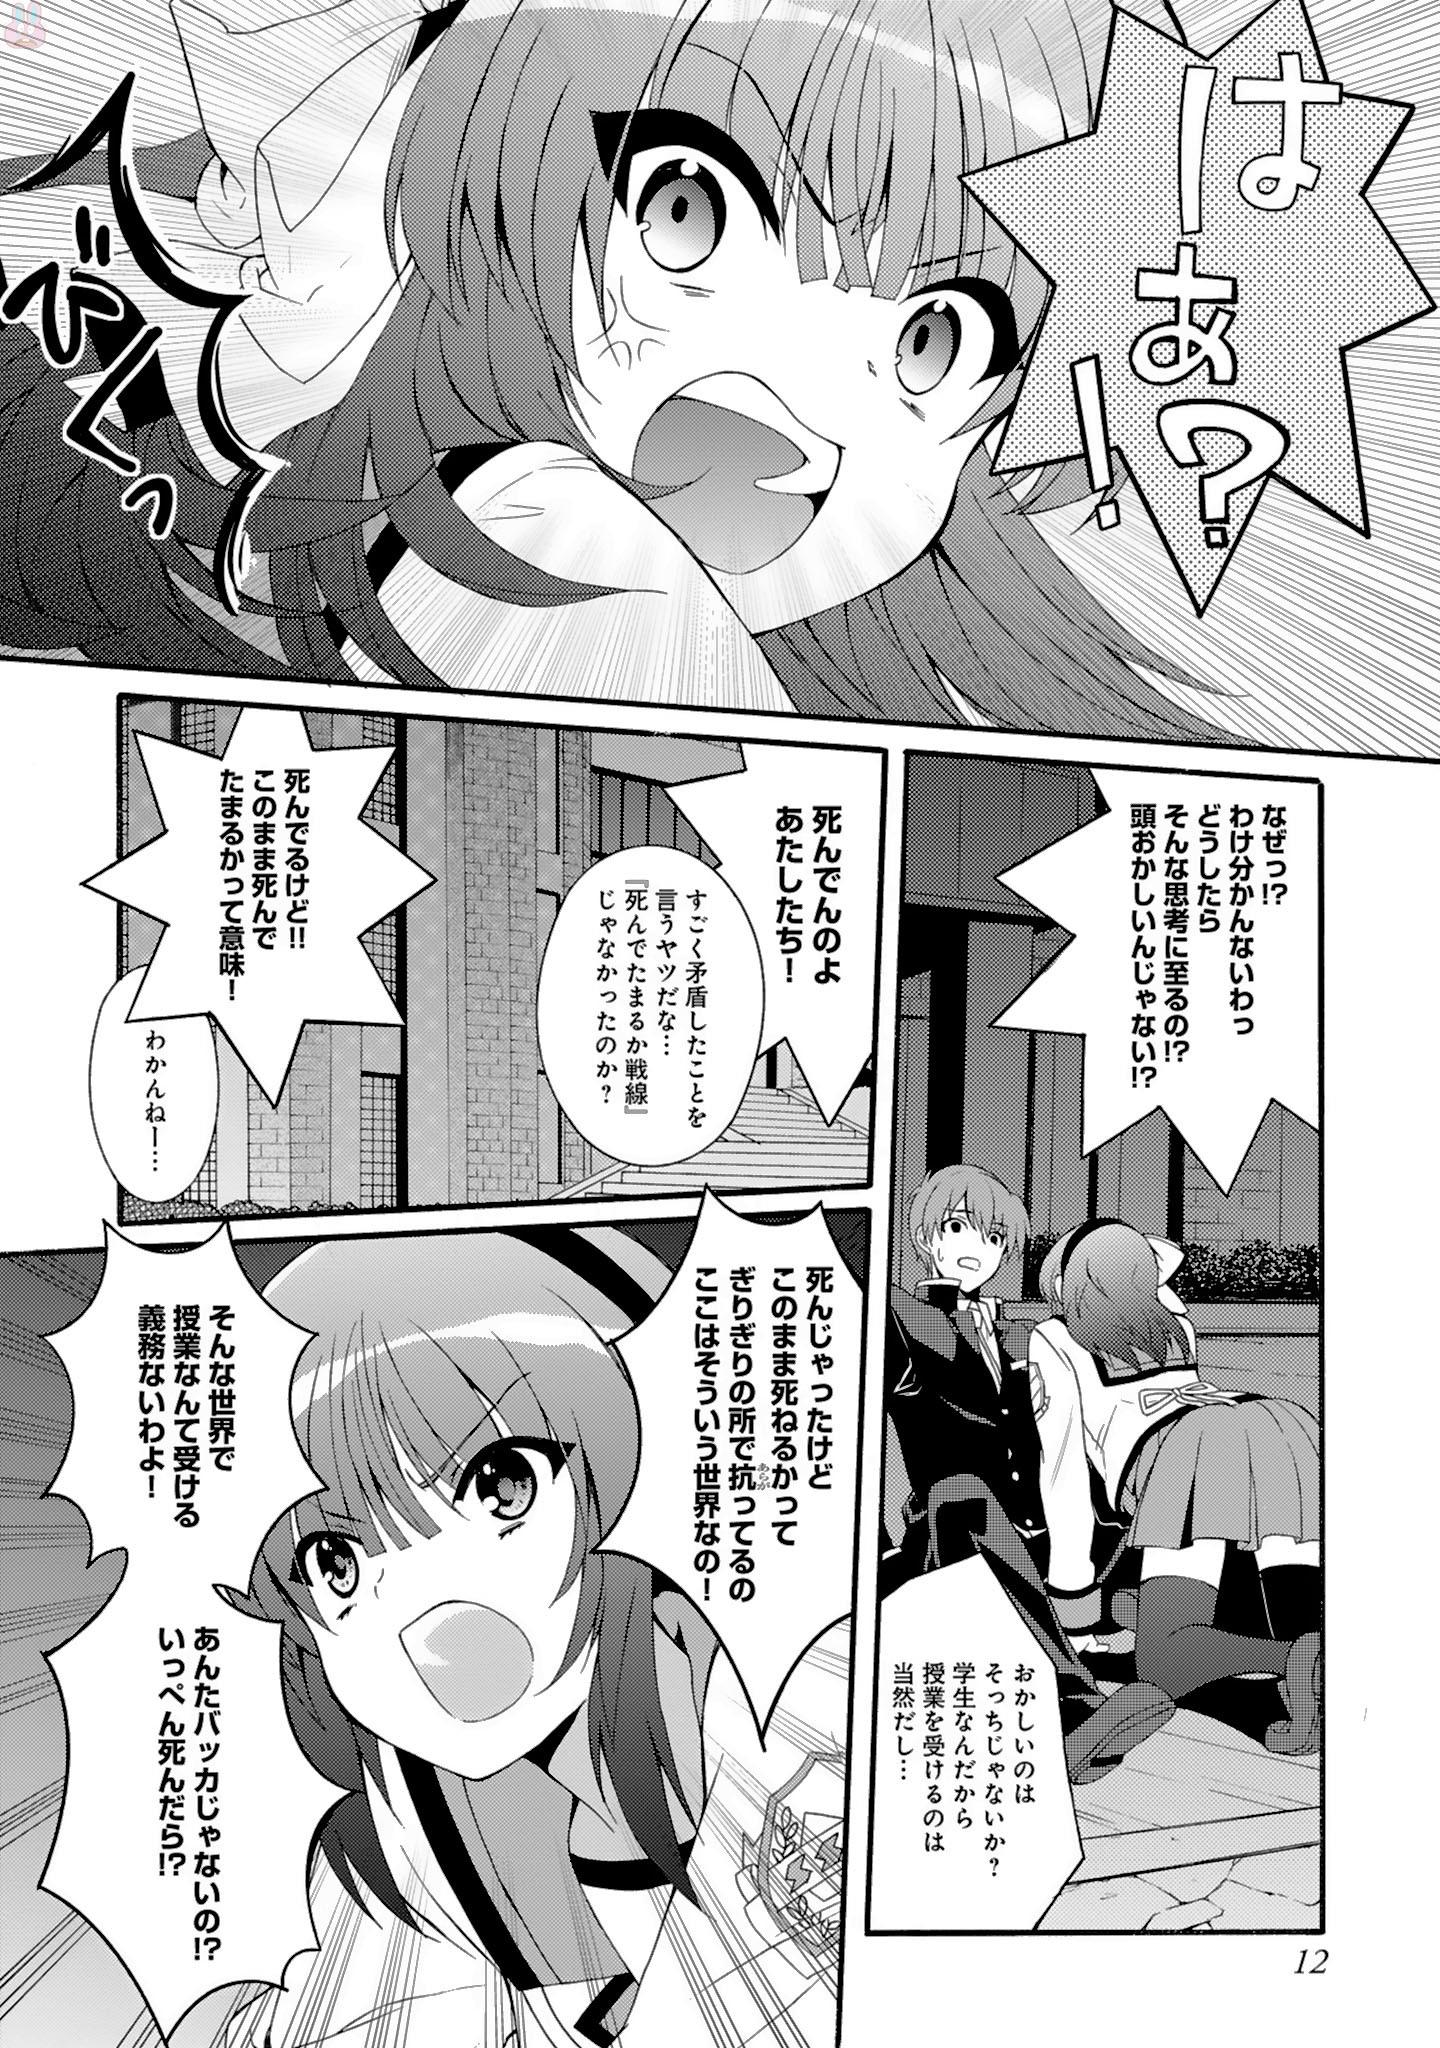 はぁ?!
びくっ
なぜっ!?
わけ分かんないわっ
どうしたら
そんな思考に至るの!?
頭おかしいんじゃない!?
おかしいのは
そっちじゃないか?
学生なんだから
授業を受けるのは
当然だし…
死んでんのよ
あたしたち!
すごく矛盾したことを
言うヤツだな…
『死んでたまるか戦線』
じゃなかったのか?
死んでるけど!!
このまま死んで
たまるかって意味!
わかんねー…
死んじゃったけど
このまま死ねるかって
ぎりぎりの所で抗ってるの
あらが
ここはそういう世界なの!
そんな世界で
授業なんて受ける
義務ないわよ!
あんたバッカじゃないの!?
いっぺん死んだら!?
12